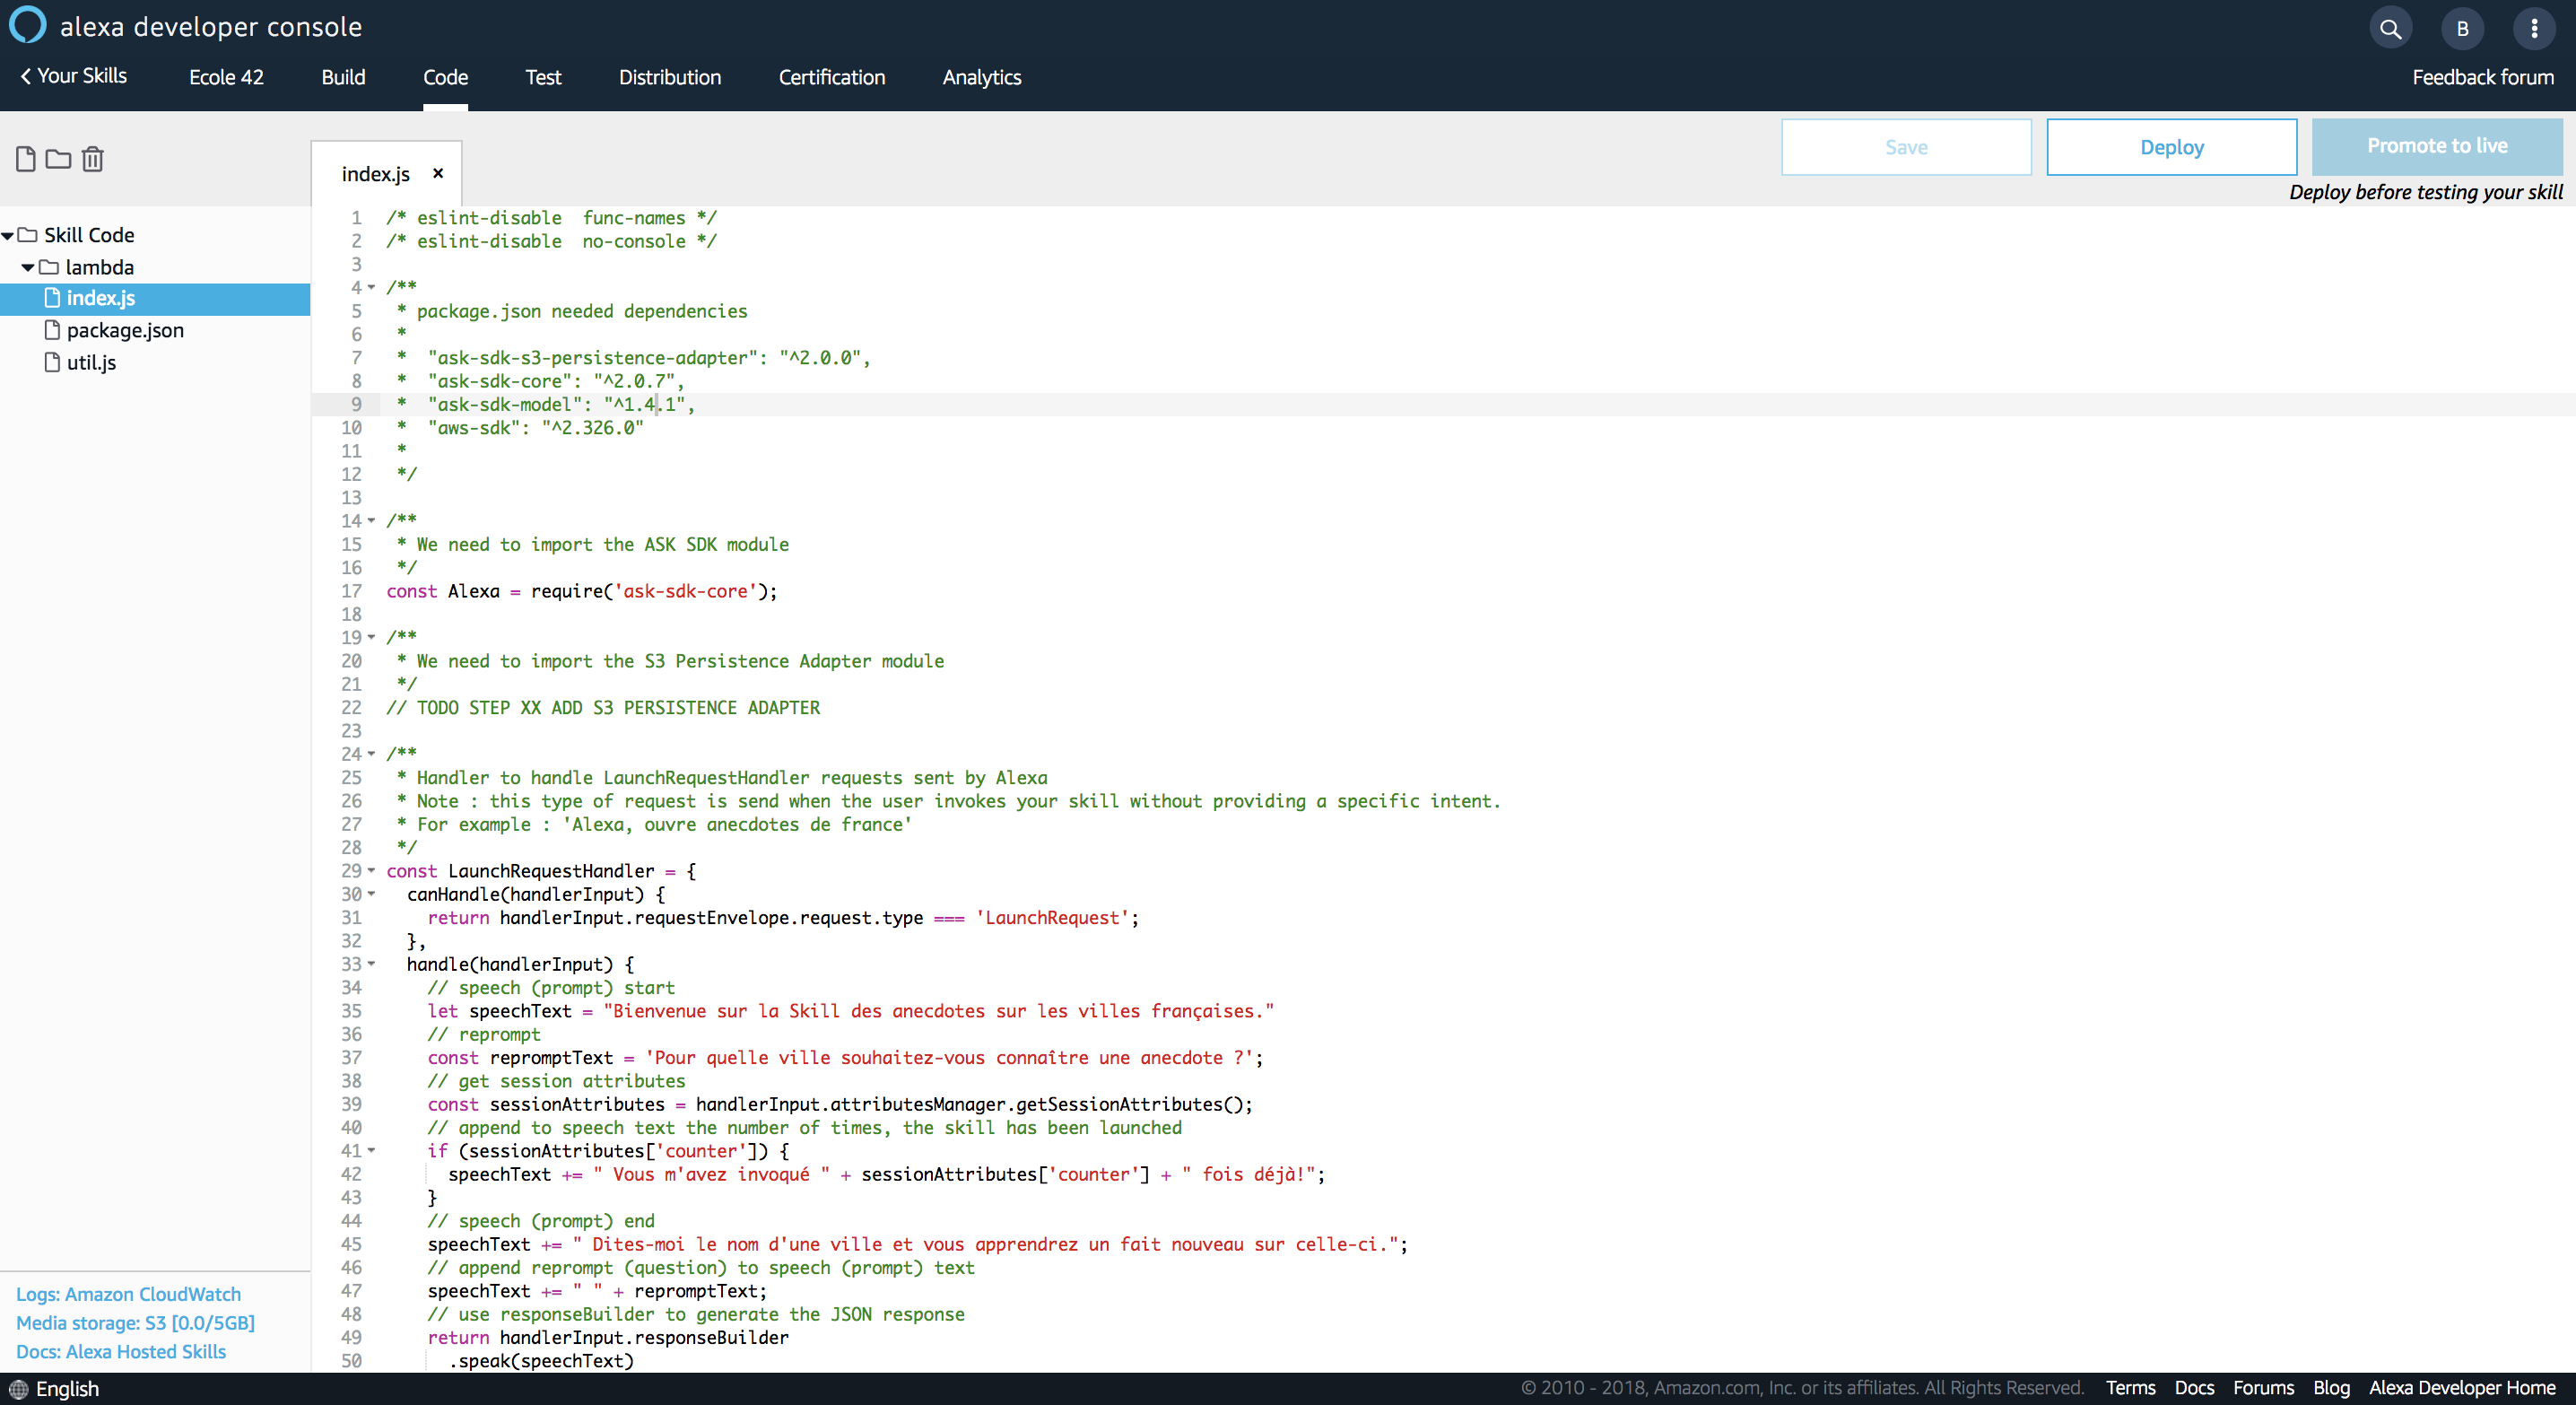 alexa developer console
B
Your Skills Ecole 42 Build Code Test Distribution Certification Analytics Feedback forum
Save Deploy Promote to live
Deploy before testing your skill
index.js ×
Skill Code
lambda
index.js
package.json
util.js
1 /* eslint-disable  func-names */
2 /* eslint-disable  no-console */
3
4 /**
5  * package.json needed dependencies
6  *
7  *  "ask-sdk-s3-persistence-adapter": "^2.0.0",
8  *  "ask-sdk-core": "^2.0.7",
9  *  "ask-sdk-model": "^1.4.1",
10  *  "aws-sdk": "^2.326.0"
11  *
12  */
13
14 /**
15  * We need to import the ASK SDK module
16  */
17 const Alexa = require('ask-sdk-core');
18
19 /**
20  * We need to import the S3 Persistence Adapter module
21  */
22 // TODO STEP XX ADD S3 PERSISTENCE ADAPTER
23
24 /**
25  * Handler to handle LaunchRequestHandler requests sent by Alexa
26  * Note : this type of request is send when the user invokes your skill without providing a specific intent.
27  * For example : 'Alexa, ouvre anecdotes de france'
28  */
29 const LaunchRequestHandler = {
30   canHandle(handlerInput) {
31     return handlerInput.requestEnvelope.request.type === 'LaunchRequest';
32   },
33   handle(handlerInput) {
34     // speech (prompt) start
35     let speechText = "Bienvenue sur la Skill des anecdotes sur les villes françaises."
36     // reprompt
37     const repromptText = 'Pour quelle ville souhaitez-vous connaître une anecdote ?';
38     // get session attributes
39     const sessionAttributes = handlerInput.attributesManager.getSessionAttributes();
40     // append to speech text the number of times, the skill has been launched
41     if (sessionAttributes['counter']) {
42       speechText += " Vous m'avez invoqué " + sessionAttributes['counter'] + " fois déjà!";
43     }
44     // speech (prompt) end
45     speechText += " Dites-moi le nom d'une ville et vous apprendrez un fait nouveau sur celle-ci.";
46     // append reprompt (question) to speech (prompt) text
47     speechText += " " + repromptText;
48     // use responseBuilder to generate the JSON response
49     return handlerInput.responseBuilder
50       .speak(speechText)
Logs: Amazon CloudWatch
Media storage: S3 [0.0/5GB]
Docs: Alexa Hosted Skills
English © 2010 - 2018, Amazon.com, Inc. or its affiliates. All Rights Reserved. Terms Docs Forums Blog Alexa Developer Home